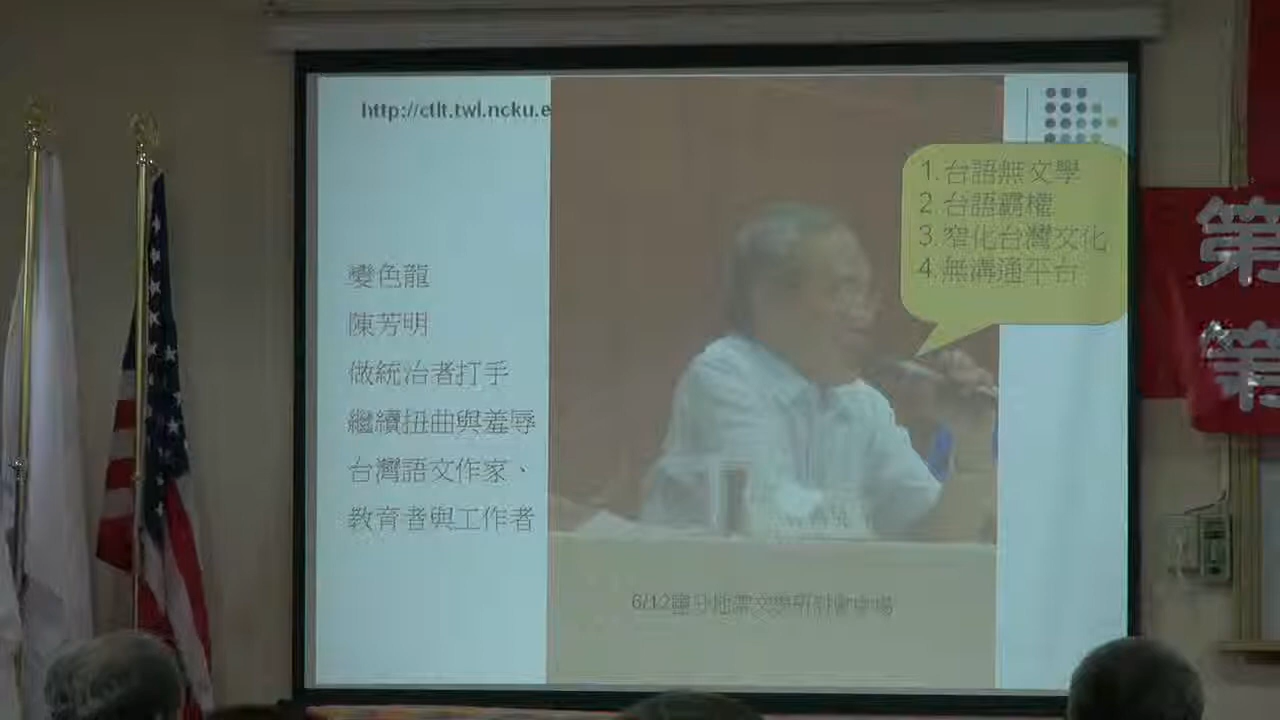 http://ctlt.twl.ncku.e
變色龍
陳芳明
做統治者打手
繼續扭曲與羞辱
台灣語文作家、
教育者與工作者
1. 台語無文學
2. 台語霸權
3. 窄化台灣文化
4. 無溝通平台
6/12
第
第